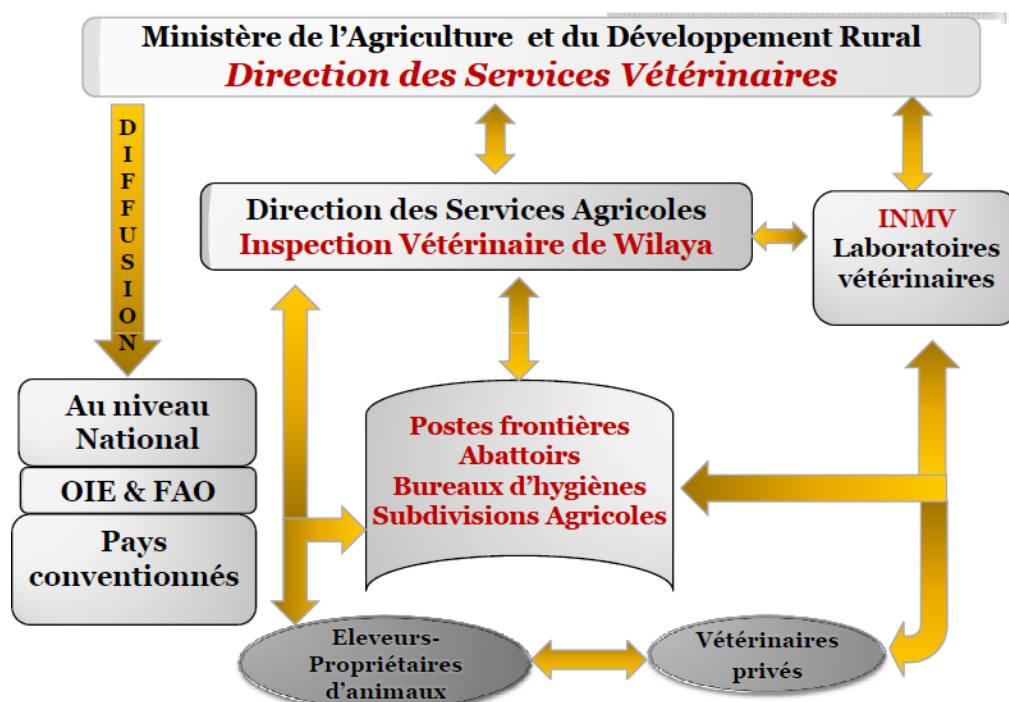 Ministère de l'Agriculture et du Développement Rural
Direction des Services Vétérinaires
DIFFUSION
Direction des Services Agricoles
Inspection Vétérinaire de Wilaya
INMV
Laboratoires
vétérinaires
Au niveau
National
OIE & FAO
Pays
conventionnés
Postes frontières
Abattoirs
Bureaux d'hygiènes
Subdivisions Agricoles
Eleveurs-
Propriétaires
d'animaux
Vétérinaires
privés